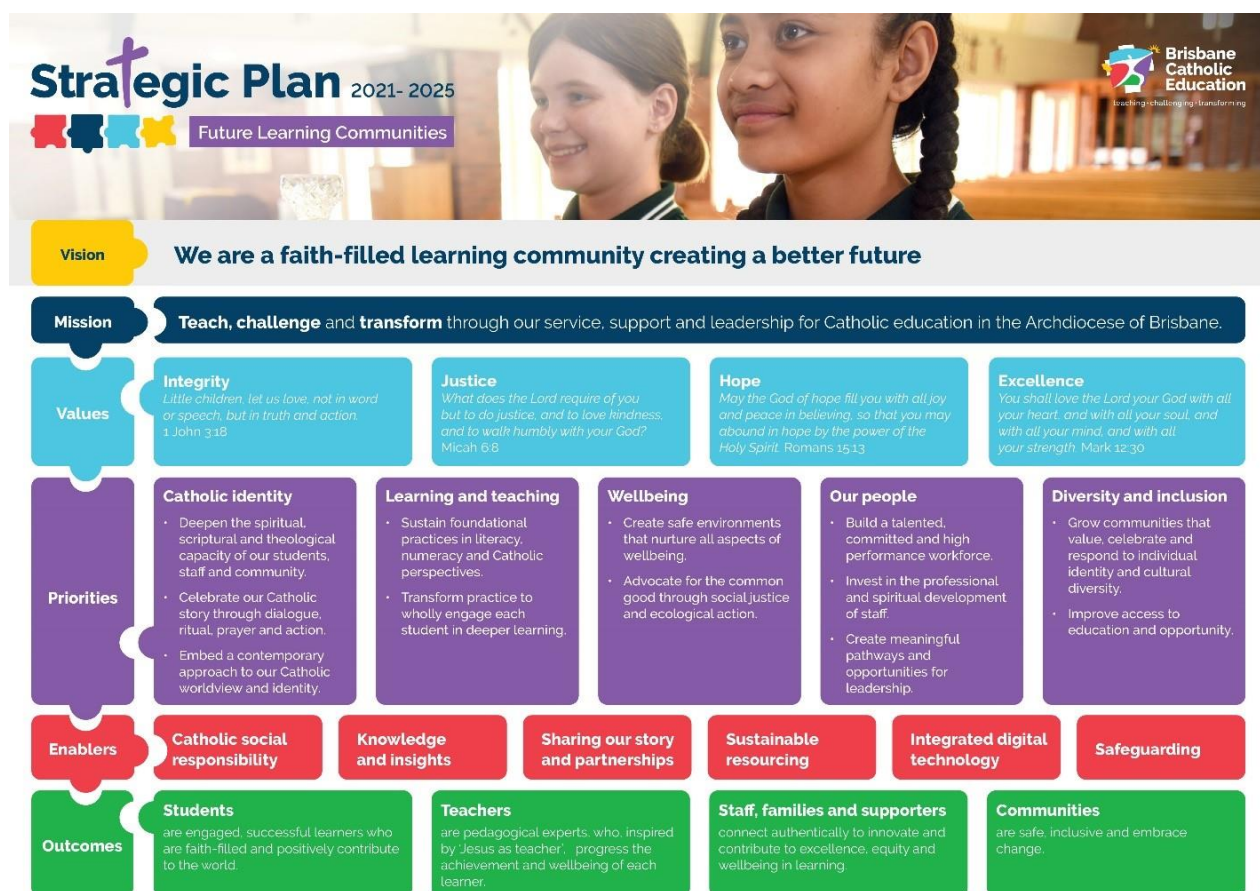 Strategic Plan 2021- 2025
Future Learning Communities
Brisbane
Catholic
Education
teaching•challenging•transforming
Vision
We are a faith-filled learning community creating a better future
Mission
Teach, challenge and transform through our service, support and leadership for Catholic education in the Archdiocese of Brisbane.
Values
Integrity
Little children, let us love, not in word
or speech, but in truth and action.
1 John 3:18
Justice
What does the Lord require of you
but to do justice, and to love kindness,
and to walk humbly with your God?
Micah 6:8
Hope
May the God of hope fill you with all joy
and peace in believing, so that you may
abound in hope by the power of the
Holy Spirit. Romans 15:13
Excellence
You shall love the Lord your God with all
your heart, and with all your soul, and
with all your mind, and with all
your strength. Mark 12:30
Priorities
Catholic identity
• Deepen the spiritual,
scriptural and theological
capacity of our students,
staff and community.
• Celebrate our Catholic
story through dialogue,
ritual, prayer and action.
• Embed a contemporary
approach to our Catholic
worldview and identity.
Learning and teaching
• Sustain foundational
practices in literacy,
numeracy and Catholic
perspectives.
• Transform practice to
wholly engage each
student in deeper learning.
Wellbeing
• Create safe environments
that nurture all aspects of
wellbeing.
• Advocate for the common
good through social justice
and ecological action.
Our people
• Build a talented,
committed and high
performance workforce.
• Invest in the professional
and spiritual development
of staff.
• Create meaningful
pathways and
opportunities for
leadership.
Diversity and inclusion
• Grow communities that
value, celebrate and
respond to individual
identity and cultural
diversity.
• Improve access to
education and opportunity.
Enablers
Catholic social
responsibility
Knowledge
and insights
Sharing our story
and partnerships
Sustainable
resourcing
Integrated digital
technology
Safeguarding
Outcomes
Students
are engaged, successful learners who
are faith-filled and positively contribute
to the world.
Teachers
are pedagogical experts, who, inspired
by 'Jesus as teacher', progress the
achievement and wellbeing of each
learner.
Staff, families and supporters
connect authentically to innovate and
contribute to excellence, equity and
wellbeing in learning.
Communities
are safe, inclusive and embrace
change.